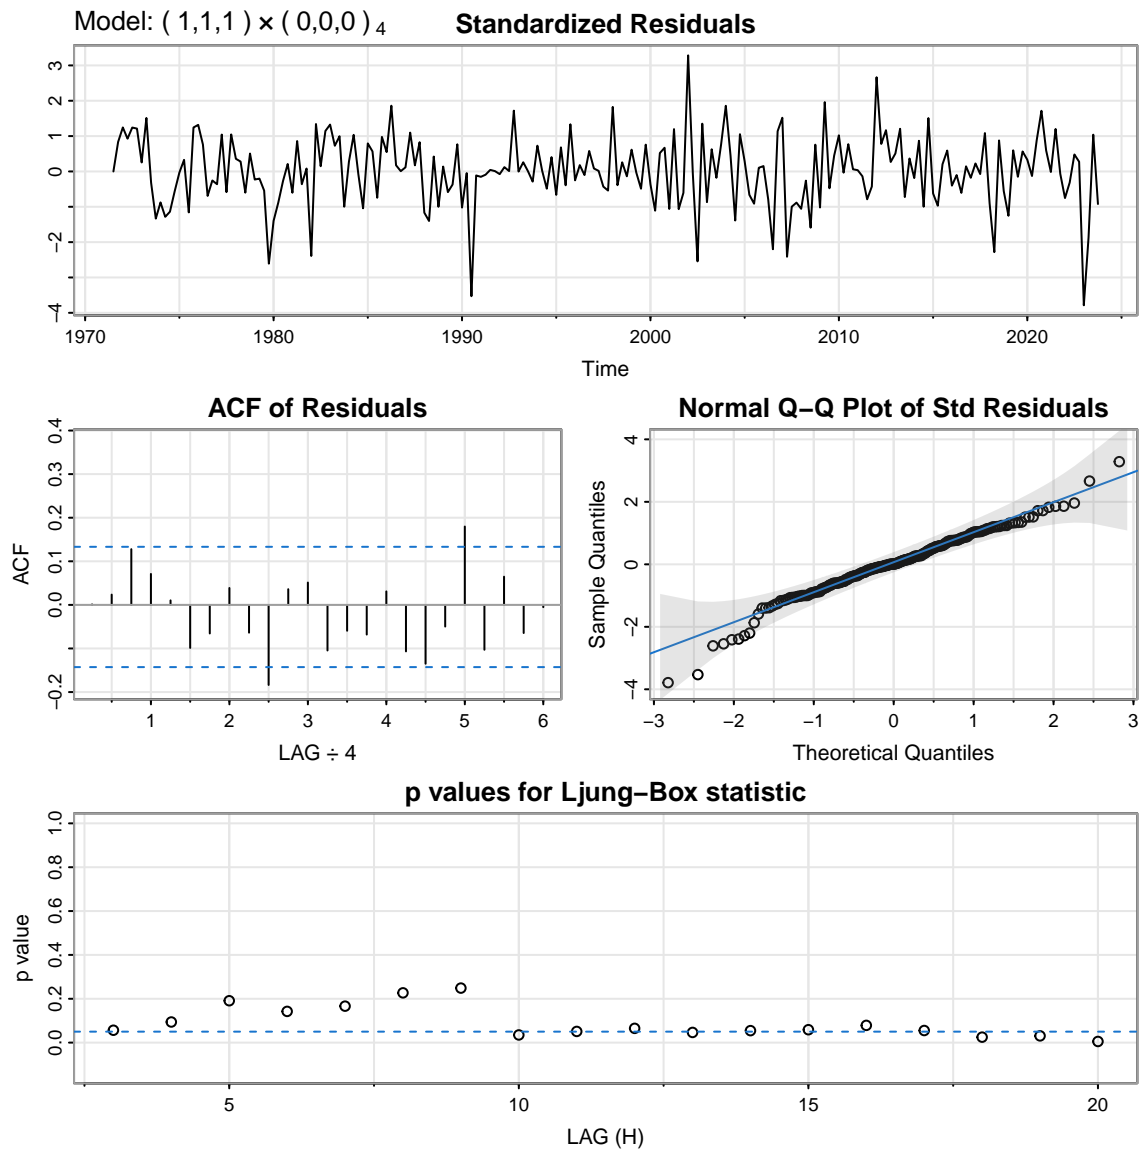 Model: ( 1,1,1 ) × ( 0,0,0 ) 4 Standardized Residuals
3
2
1
0
−2
−4
1970 1980 1990 2000 2010 2020
Time
ACF of Residuals
ACF
0.4
0.3
0.2
0.1
0.0
−0.2
1 2 3 4 5 6
LAG ÷ 4
Normal Q−Q Plot of Std Residuals
Sample Quantiles
4
2
0
−2
−4
−3 −2 −1 0 1 2 3
Theoretical Quantiles
p values for Ljung−Box statistic
p value
1.0
0.8
0.6
0.4
0.2
0.0
5 10 15 20
LAG (H)